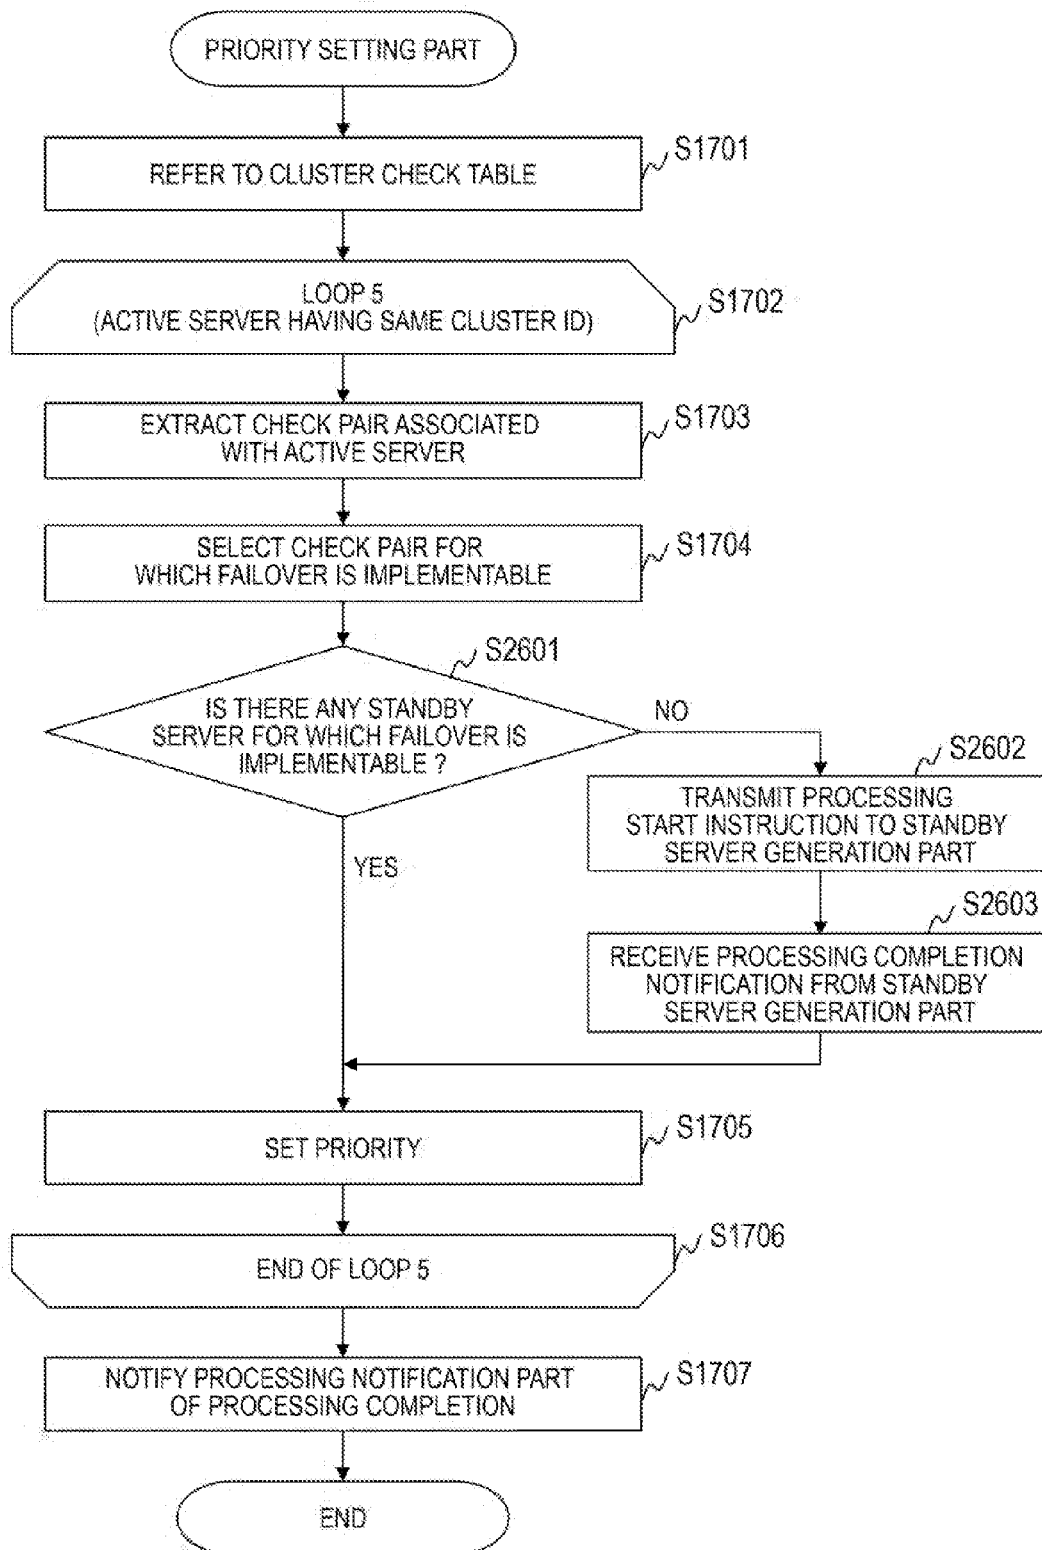 PRIORITY SETTING PART
S1701
REFER TO CLUSTER CHECK TABLE
LOOP 5
(ACTIVE SERVER HAVING SAME CLUSTER ID)
S1702
EXTRACT CHECK PAIR ASSOCIATED
WITH ACTIVE SERVER
S1703
SELECT CHECK PAIR FOR
WHICH FAILOVER IS IMPLEMENTABLE
S1704
S2601
IS THERE ANY STANDBY
SERVER FOR WHICH FAILOVER IS
IMPLEMENTABLE ?
NO
YES
S2602
TRANSMIT PROCESSING
START INSTRUCTION TO STANDBY
SERVER GENERATION PART
S2603
RECEIVE PROCESSING COMPLETION
NOTIFICATION FROM STANDBY
SERVER GENERATION PART
SET PRIORITY
S1705
END OF LOOP 5
S1706
NOTIFY PROCESSING NOTIFICATION PART
OF PROCESSING COMPLETION
S1707
END